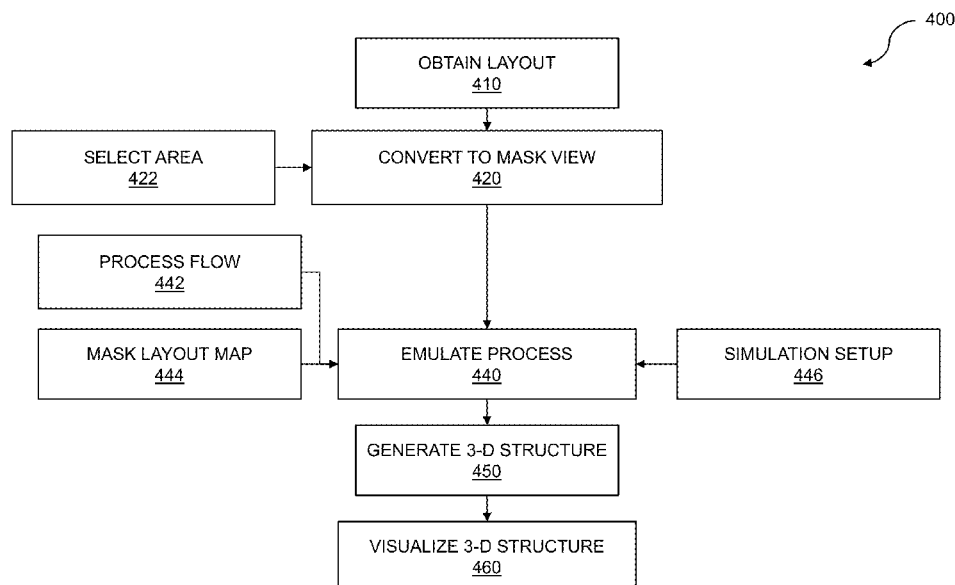 400
OBTAIN LAYOUT
410
SELECT AREA
422
CONVERT TO MASK VIEW
420
PROCESS FLOW
442
MASK LAYOUT MAP
444
EMULATE PROCESS
440
SIMULATION SETUP
446
GENERATE 3-D STRUCTURE
450
VISUALIZE 3-D STRUCTURE
460